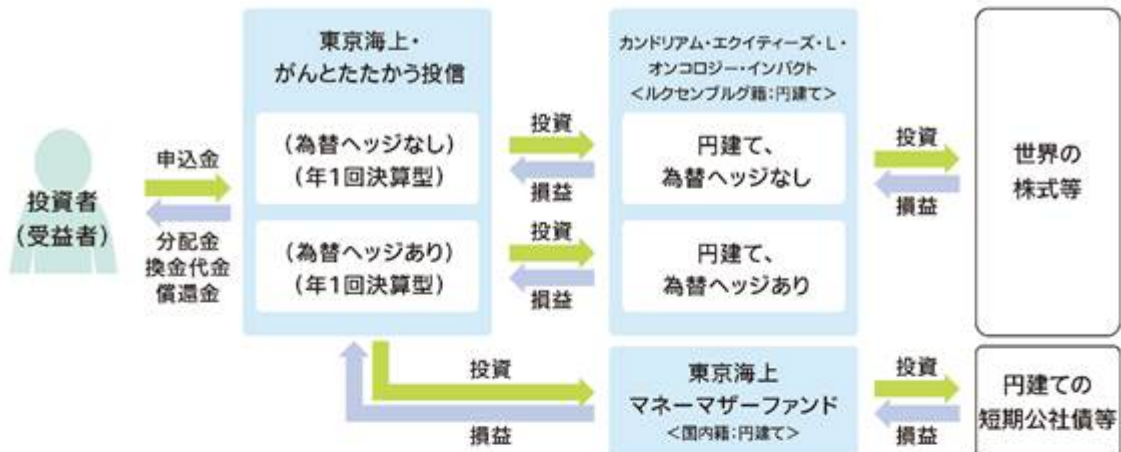 投資者
(受益者)
申込金
分配金
換金代金
償還金
東京海上・
がんとたたかう投信
(為替ヘッジなし)
(年1回決算型)
(為替ヘッジあり)
(年1回決算型)
投資
損益
投資
損益
カンドリアム・エクイティーズ・L・
オンコロジー・インパクト
<ルクセンブルグ籍:円建て>
円建て、
為替ヘッジなし
円建て、
為替ヘッジあり
投資
損益
世界の
株式等
投資
損益
東京海上
マネーマザーファンド
<国内籍:円建て>
投資
損益
円建ての
短期公社債等